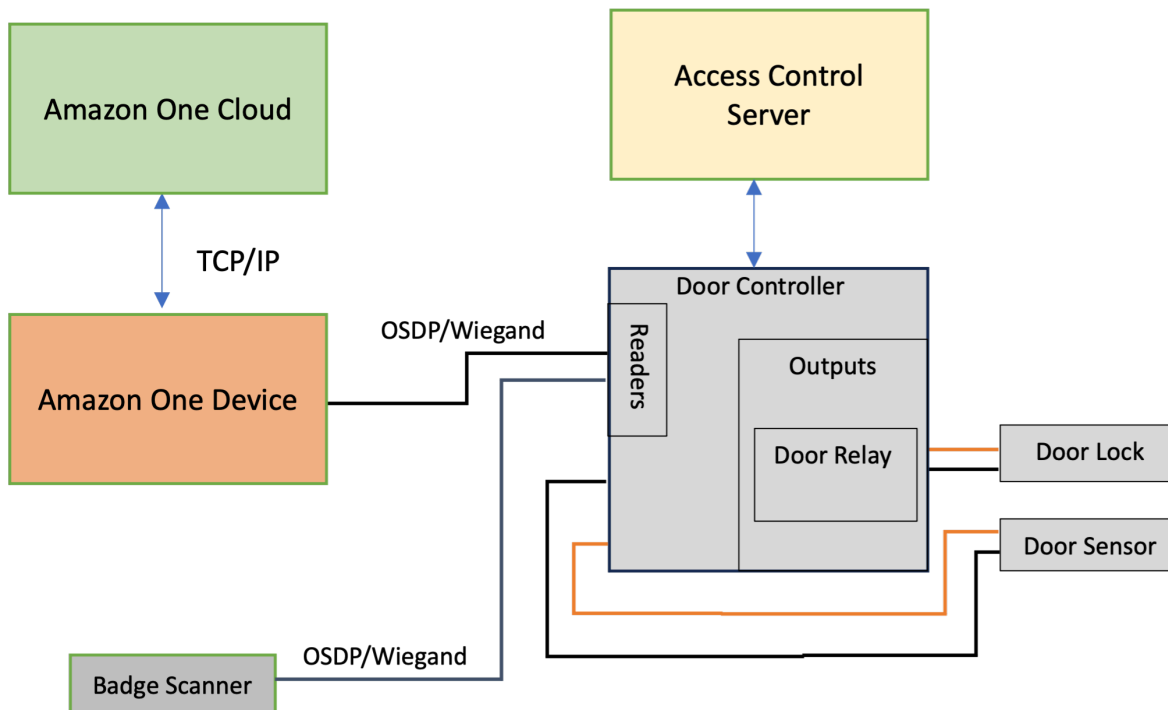 Amazon One Cloud
Access Control
Server
TCP/IP
Door Controller
OSDP/Wiegand
Readers
Outputs
Amazon One Device
Door Relay
Door Lock
Door Sensor
OSDP/Wiegand
Badge Scanner